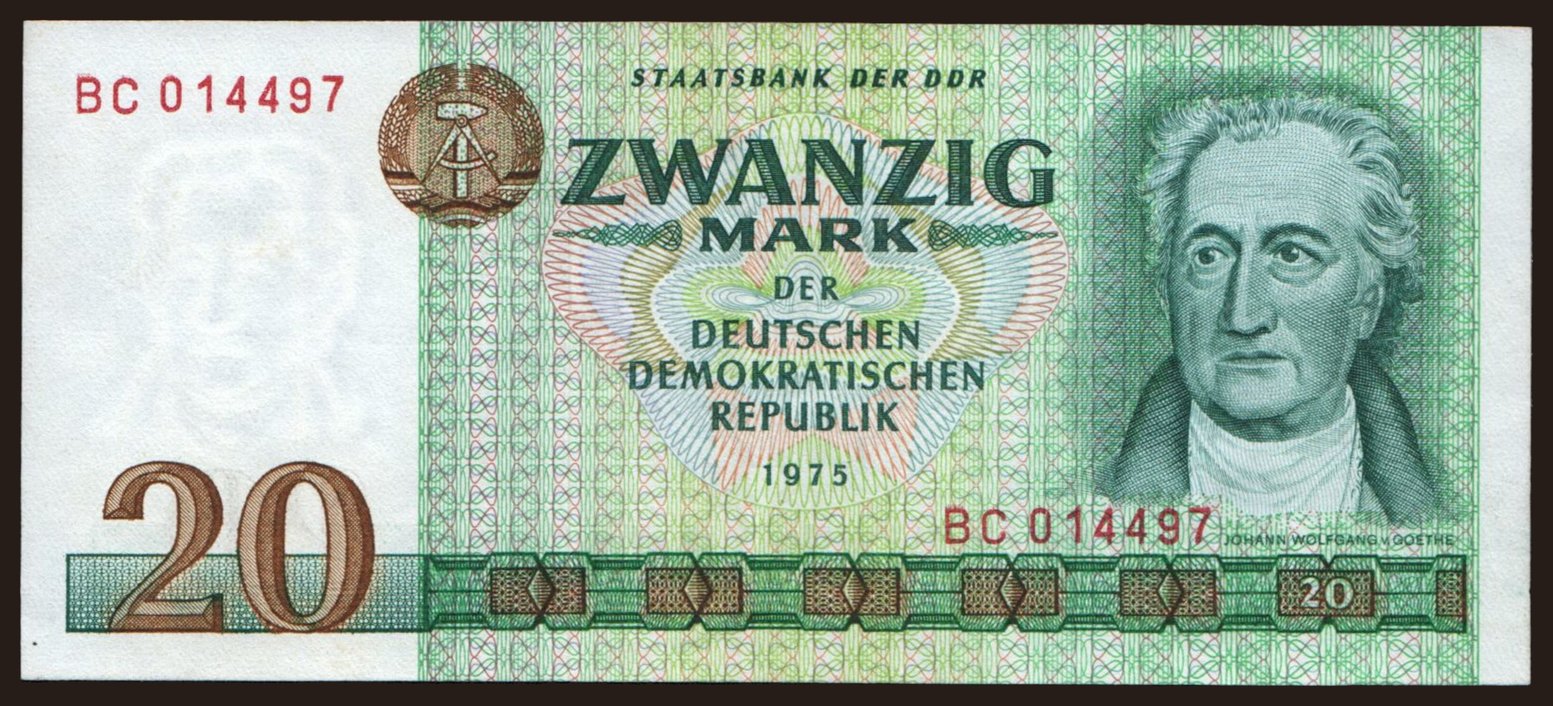 BC 014497
STAATSBANK DER DDR
ZWANZIG
MARK
DER
DEUTSCHEN
DEMOKRATISCHEN
REPUBLIK
1975
BC 014497
JOHANN WOLFGANG v. GOETHE
20
20